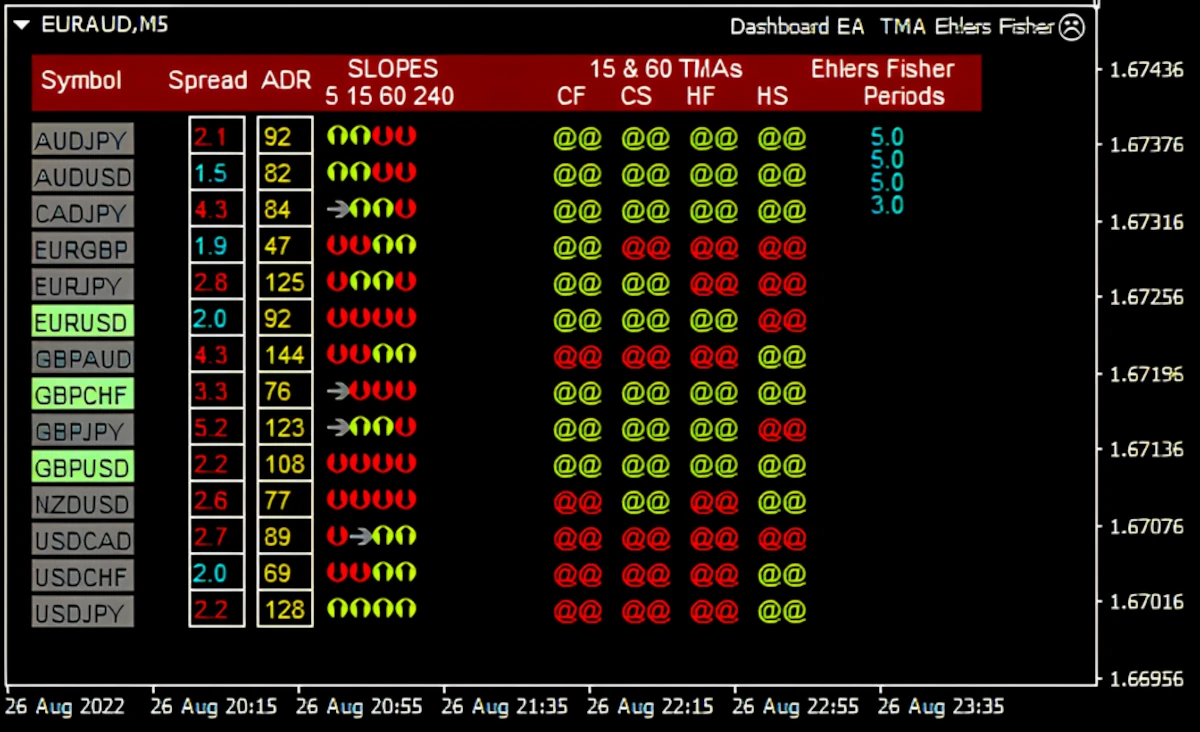 EURAUD,M5
Dashboard EA TMA Ehlers Fisher
Symbol Spread ADR SLOPES 15 & 60 TMAs Ehlers Fisher
5 15 60 240 CF CS HF HS Periods
AUDJPY 2.1 92 @@ @@ @@ @@ 5.0
5.0
AUDUSD 1.5 82 @@ @@ @@ @@
5.0
CADJPY 4.3 84 @@ @@ @@ @@ 3.0
EURGBP 1.9 47 @@ @@ @@ @@
EURJPY 2.8 125 @@ @@ @@ @@
EURUSD 2.0 92 @@ @@ @@ @@
GBPAUD 4.3 144 @@ @@ @@ @@
GBPCHF 3.3 76 @@ @@ @@ @@
GBPJPY 5.2 123 @@ @@ @@ @@
GBPUSD 2.2 108 @@ @@ @@ @@
NZDUSD 2.6 77 @@ @@ @@ @@
USDCAD 2.7 89 @@ @@ @@ @@
USDCHF 2.0 69 @@ @@ @@ @@
USDJPY 2.2 128 @@ @@ @@ @@
1.67436
1.67376
1.67316
1.67256
1.67196
1.67136
1.67076
1.67016
1.66956
26 Aug 2022 26 Aug 20:15 26 Aug 20:55 26 Aug 21:35 26 Aug 22:15 26 Aug 22:55 26 Aug 23:35